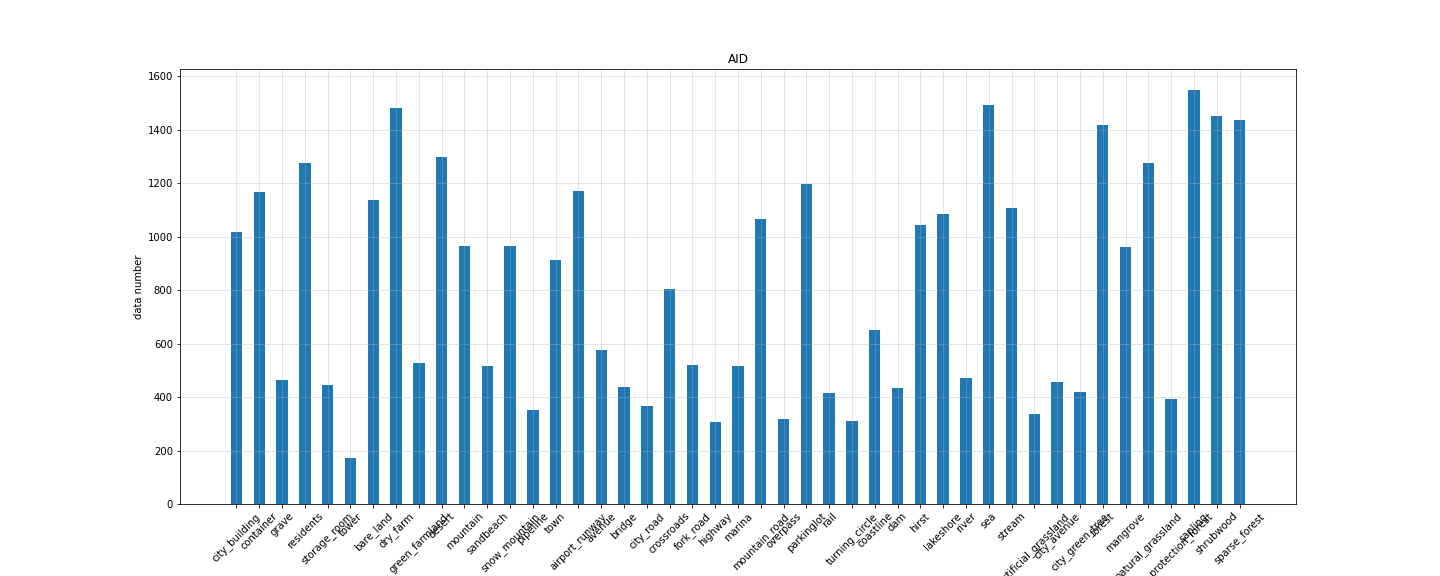 AID
1600
1400
1200
1000
800
600
400
200
0
data number
city_building
container
grave
residents
storage_room
tower
bare_land
dry_farm
green_farmland
desert
mountain
sandbeach
snow_mountain
pipeline
town
airport_runway
avenue
bridge
city_road
crossroads
fork_road
highway
marina
mountain_road
overpass
parkinglot
rail
turning_circle
coastline
dam
hirst
lakeshore
river
sea
stream
tificial_grassland
city_avenue
city_green_tree
forest
mangrove
natural_grassland
protection_forest
shrubwood
sparse_forest